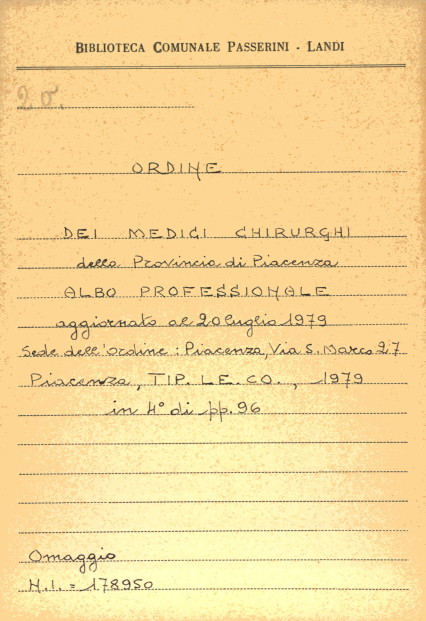 BIBLIOTECA COMUNALE PASSERINI - LANDI
2 σ.
ORDINE
DEI MEDICI CHIRURGHI
della Provincia di Piacenza
ALBO PROFESSIONALE
aggiornato al 20 luglio 1979
Sede dell'Ordine: Piacenza, Via S. Marco 27
Piacenza, TIP. LE. CO., 1979
in 4° di pp. 96
Omaggio
H.I. = 178950